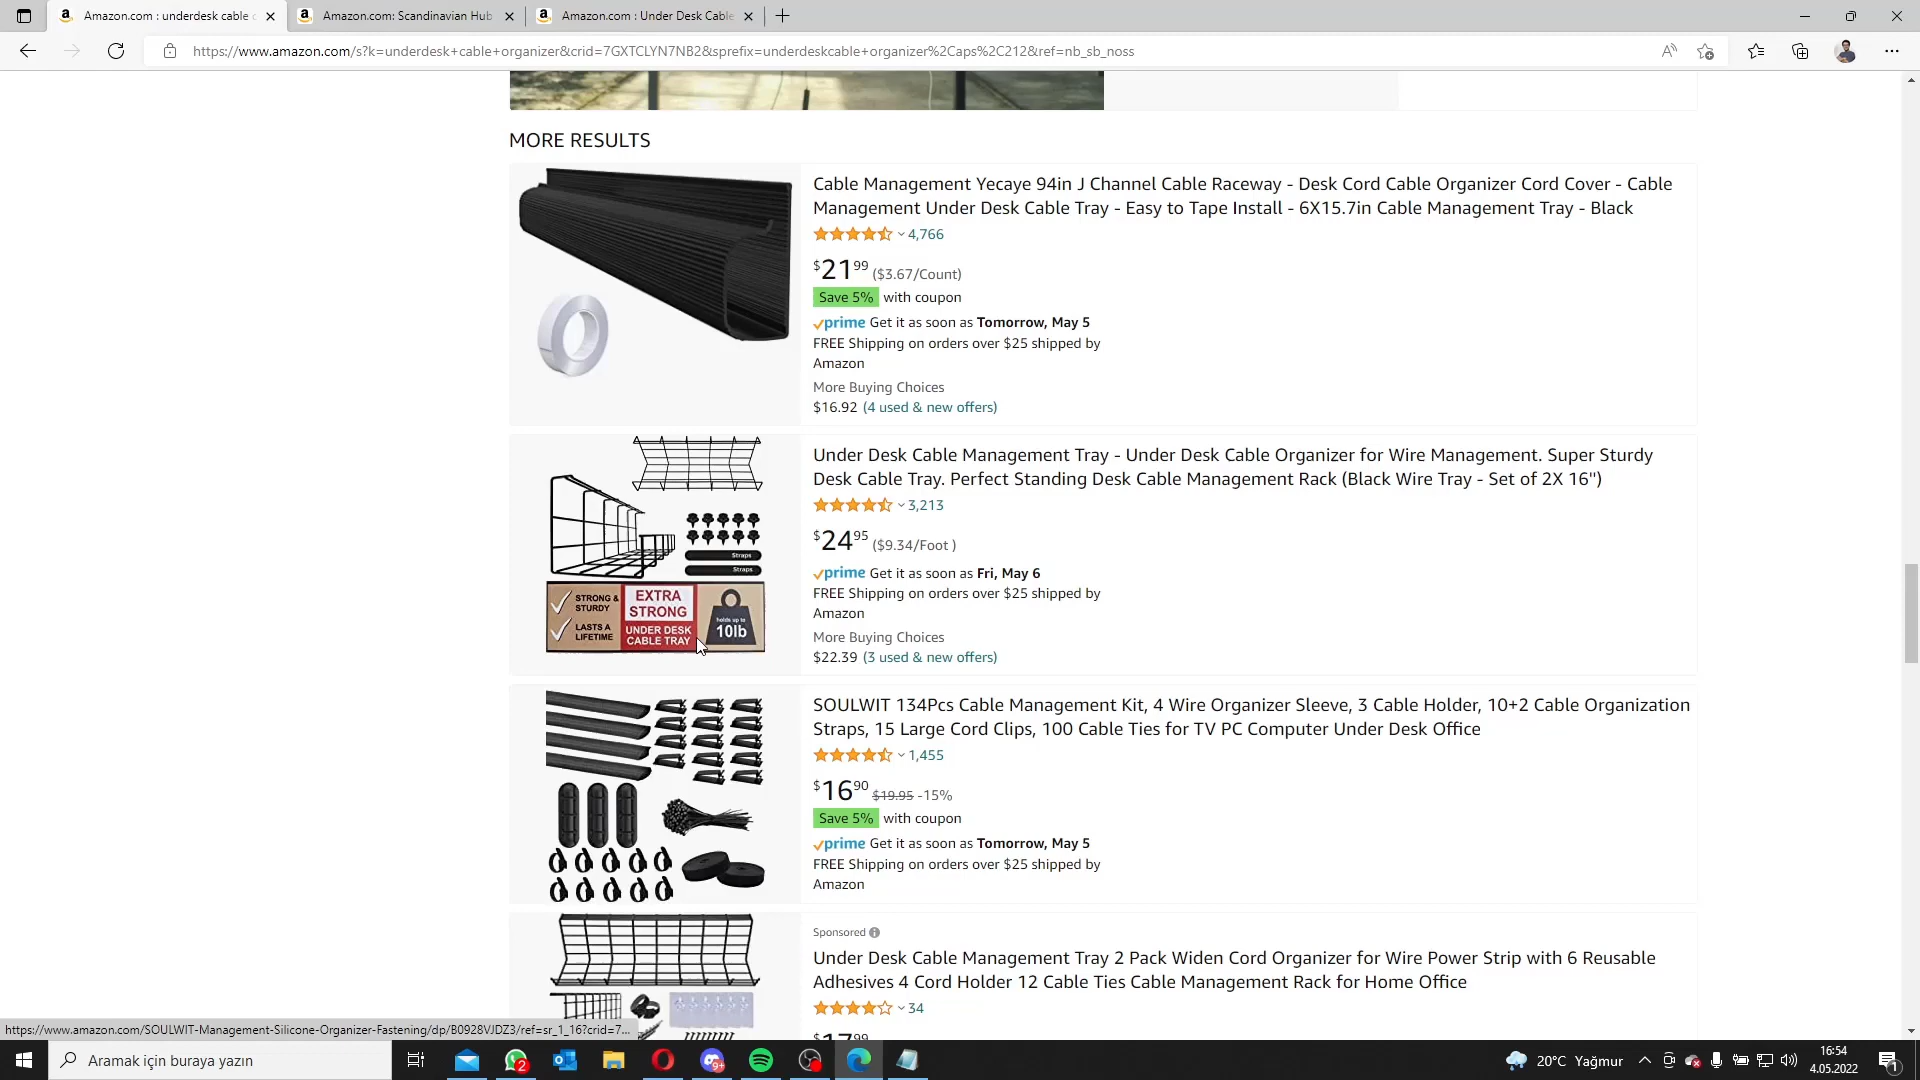 Amazon.com : underdesk cable o
Amazon.com: Scandinavian Hub
Amazon.com : Under Desk Cable
https://www.amazon.com/s?k=underdesk+cable+organizer&crid=7GXTCLYN7NB2&sprefix=underdeskcable+organizer%2Caps%2C212&ref=nb_sb_noss
MORE RESULTS
Cable Management Yecaye 94in J Channel Cable Raceway - Desk Cord Cable Organizer Cord Cover - Cable
Management Under Desk Cable Tray - Easy to Tape Install - 6X15.7in Cable Management Tray - Black
4,766
$21.99 ($3.67/Count)
Save 5% with coupon
prime Get it as soon as Tomorrow, May 5
FREE Shipping on orders over $25 shipped by
Amazon
More Buying Choices
$16.92 (4 used & new offers)
Under Desk Cable Management Tray - Under Desk Cable Organizer for Wire Management. Super Sturdy
Desk Cable Tray. Perfect Standing Desk Cable Management Rack (Black Wire Tray - Set of 2X 16")
3,213
$24.95 ($9.34/Foot )
prime Get it as soon as Fri, May 6
FREE Shipping on orders over $25 shipped by
Amazon
More Buying Choices
$22.39 (3 used & new offers)
Straps
Straps
STRONG &
STURDY
LASTS A
LIFETIME
EXTRA
STRONG
UNDER DESK
CABLE TRAY
holds up to
10lb
SOULWIT 134Pcs Cable Management Kit, 4 Wire Organizer Sleeve, 3 Cable Holder, 10+2 Cable Organization
Straps, 15 Large Cord Clips, 100 Cable Ties for TV PC Computer Under Desk Office
1,455
$16.90 $19.95 -15%
Save 5% with coupon
prime Get it as soon as Tomorrow, May 5
FREE Shipping on orders over $25 shipped by
Amazon
Sponsored
Under Desk Cable Management Tray 2 Pack Widen Cord Organizer for Wire Power Strip with 6 Reusable
Adhesives 4 Cord Holder 12 Cable Ties Cable Management Rack for Home Office
34
https://www.amazon.com/SOULWIT-Management-Silicone-Organizer-Fastening/dp/B0928VJDZ3/ref=sr_1_16?crid=7...
Aramak için buraya yazın
2
9+
20°C Yağmur
16:54
4.05.2022
1